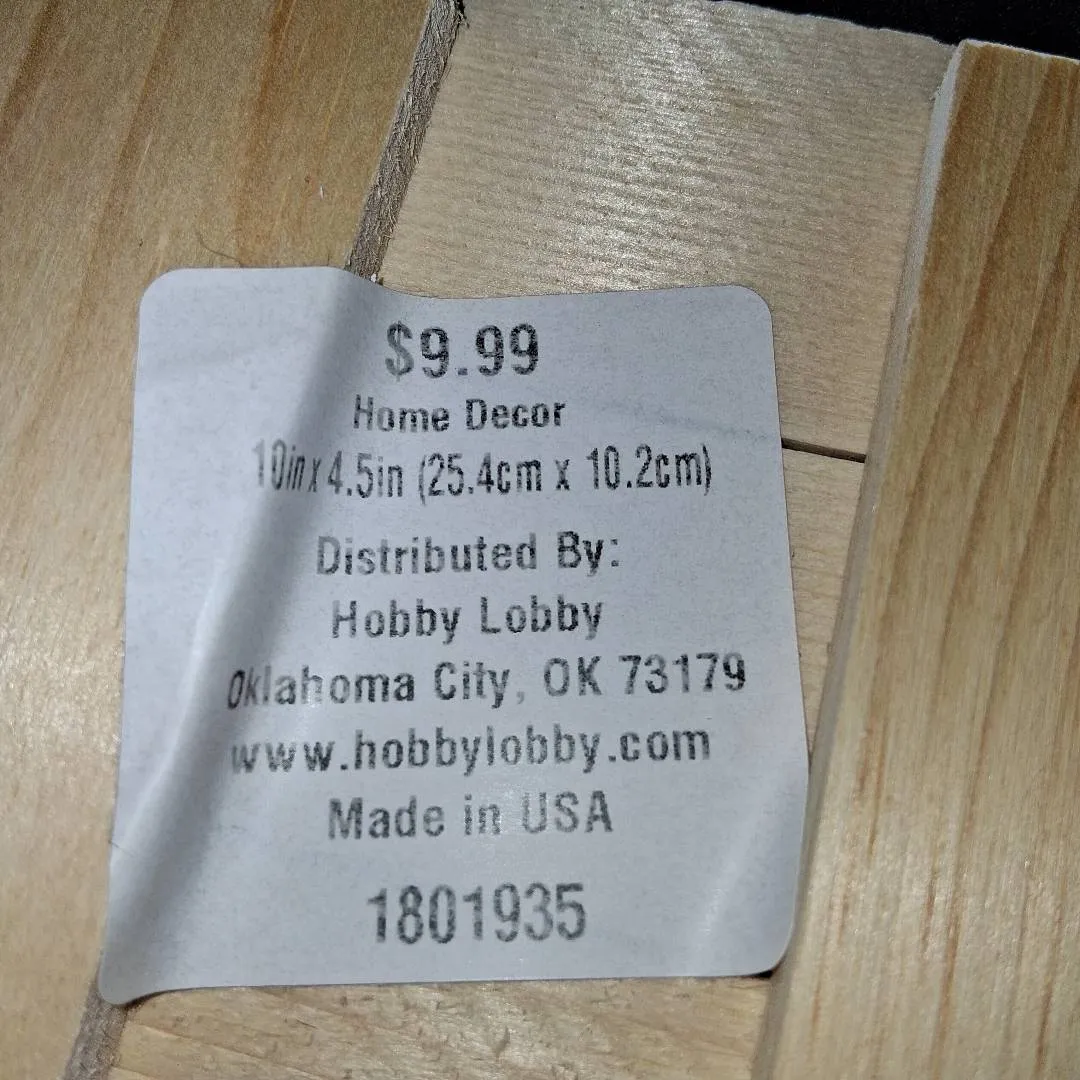 $9.99
Home Decor
10in x 4.5in (25.4cm x 10.2cm)
Distributed By:
Hobby Lobby
Oklahoma City, OK 73179
www.hobbylobby.com
Made in USA
1801935